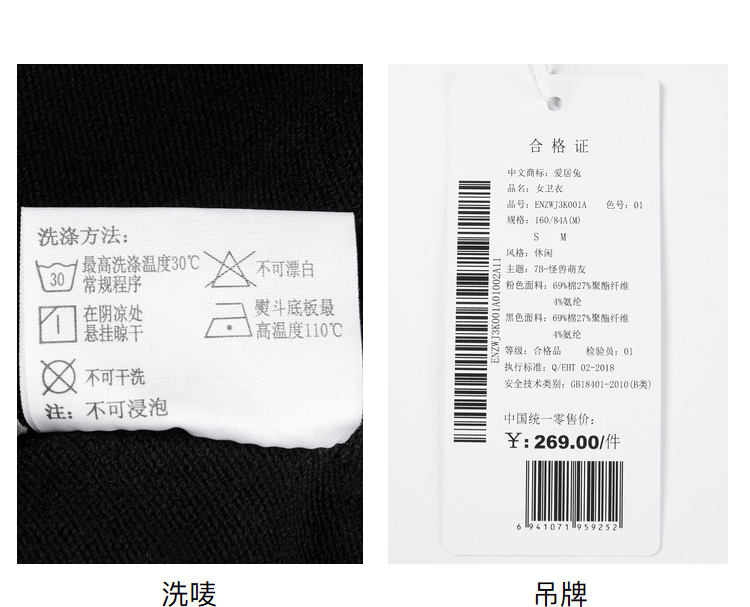 洗涤方法:
30
最高洗涤温度30℃
常规程序
不可漂白
在阴凉处
悬挂晾干
熨斗底板最
高温度110℃
不可干洗
注: 不可浸泡
洗唛
合格证
中文商标: 爱居兔
品名: 女卫衣
品号: ENZWJ3K001A 色号: 01
规格: 160/84A(M)
S M
风格: 休闲
主题: 7B-怪兽萌友
粉色面料: 69%棉27%聚酯纤维
4%氨纶
黑色面料: 69%棉27%聚酯纤维
4%氨纶
等级: 合格品 检验员: 01
执行标准: Q/EHT 02-2018
安全技术类别: GB18401-2010(B类)
ENZWJ3K001A01002A11
中国统一零售价:
¥: 269.00/件
6 941071 959252
吊牌